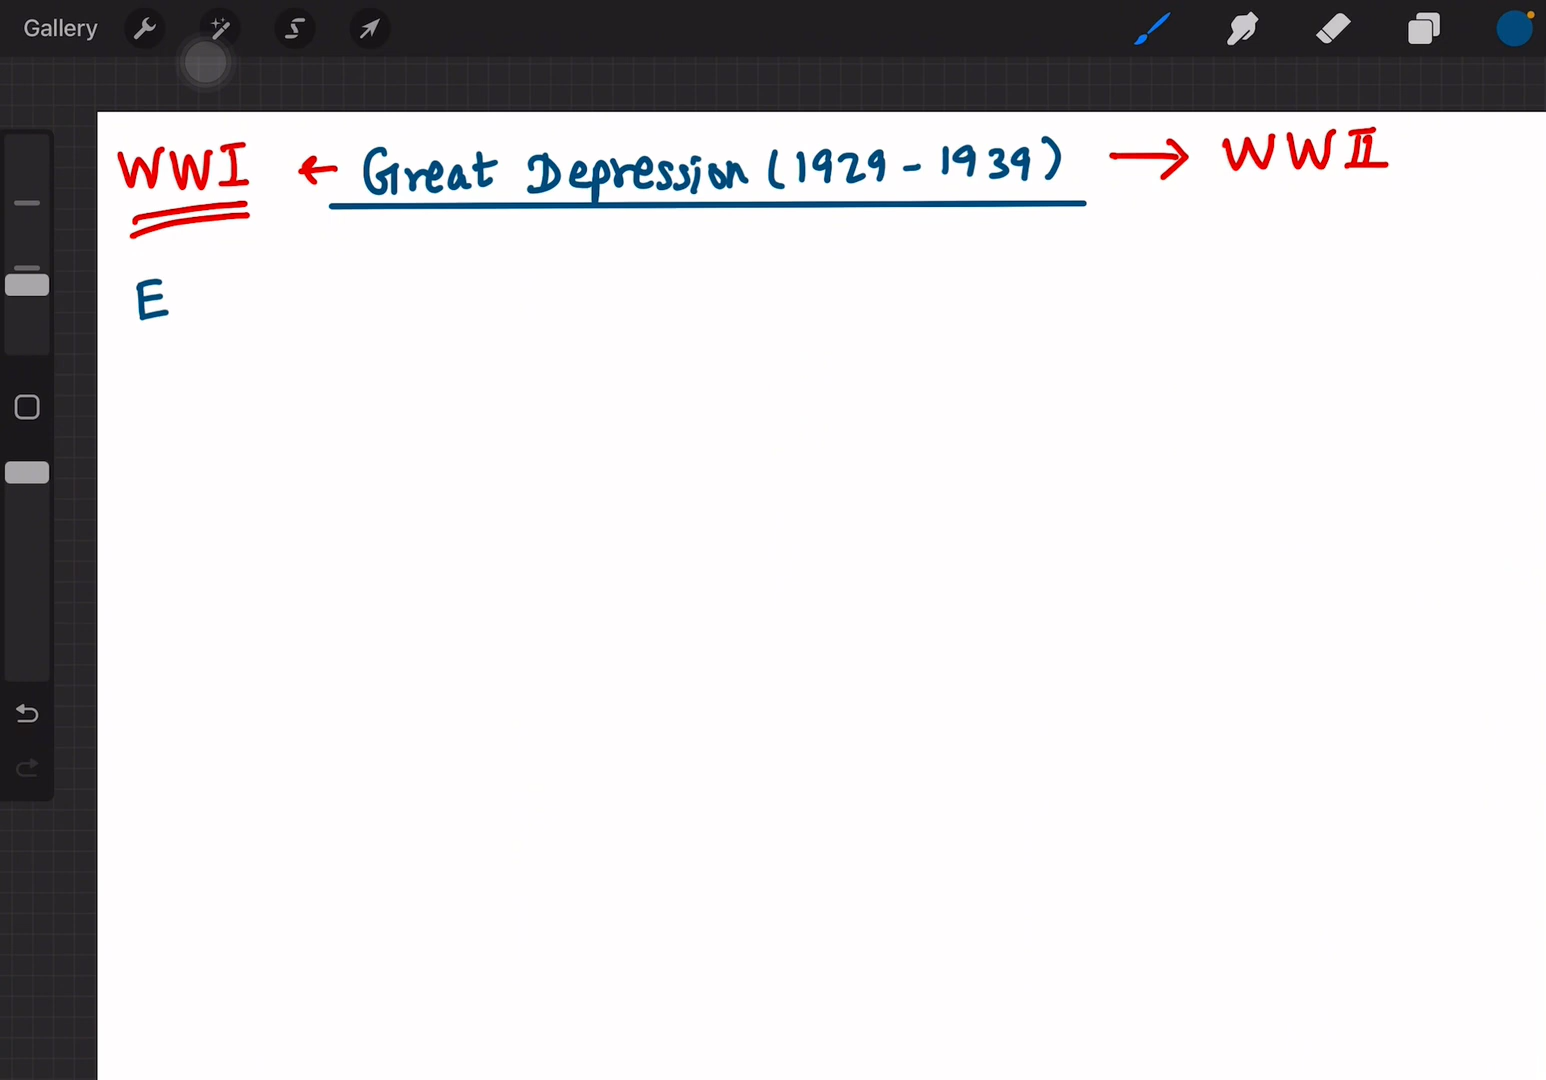 Gallery
WWI ← Great Depression (1929 - 1939) → WWII
E